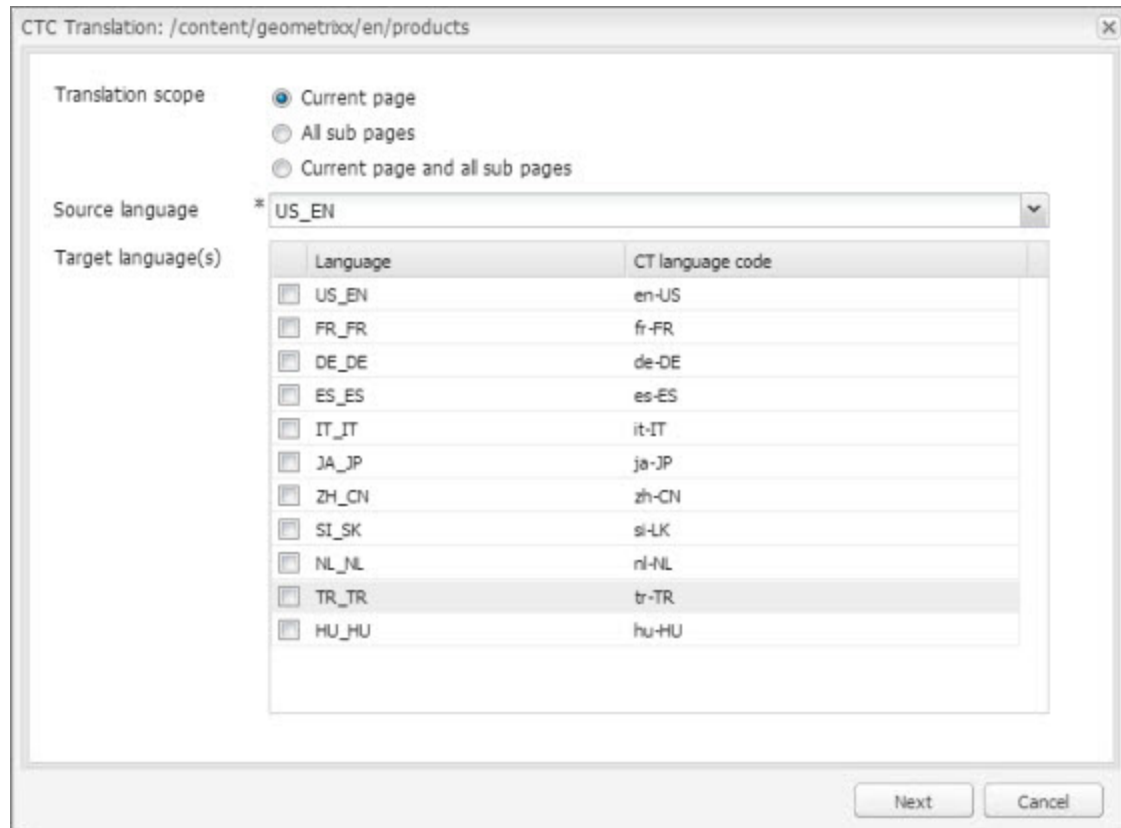 CTC Translation: /content/geometrixx/en/products
Translation scope
Current page
All sub pages
Current page and all sub pages
Source language * US_EN
Target language(s)
Language CT language code
US_EN en-US
FR_FR fr-FR
DE_DE de-DE
ES_ES es-ES
IT_IT it-IT
JA_JP ja-JP
ZH_CN zh-CN
SI_SK si-LK
NL_NL nl-NL
TR_TR tr-TR
HU_HU hu-HU
Next Cancel